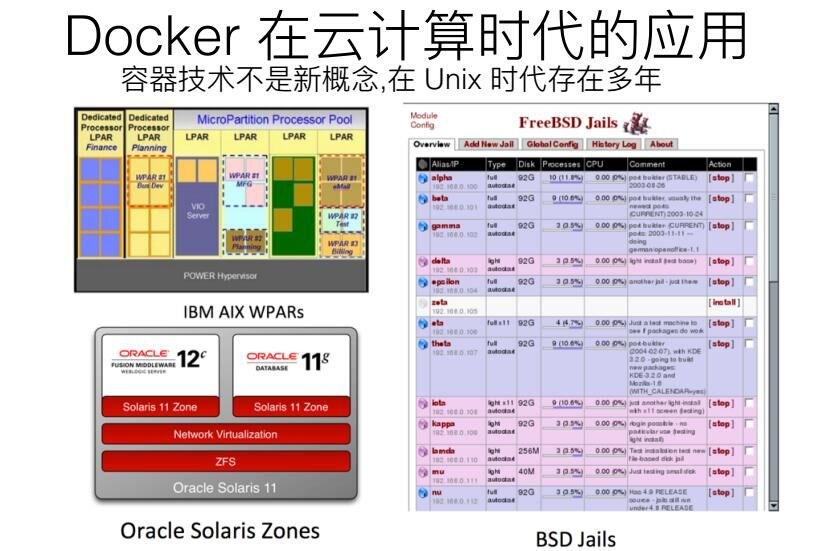 Docker 在云计算时代的应用
容器技术不是新概念,在 Unix 时代存在多年
Dedicated Processor LPAR Finance
Dedicated Processor LPAR Planning
MicroPartition Processor Pool
LPAR
LPAR
LPAR
LPAR
WPAR #1 Bus Dev
VIO Server
WPAR #1 MFG
WPAR #2 Planning
WPAR #1 eMail
WPAR #2 Test
WPAR #3 Billing
POWER Hypervisor
IBM AIX WPARs
ORACLE FUSION MIDDLEWARE WEBLOGIC SERVER 12c
ORACLE DATABASE 11g
Solaris 11 Zone
Solaris 11 Zone
Network Virtualization
ZFS
Oracle Solaris 11
Oracle Solaris Zones
Module Config
FreeBSD Jails
Overview Add New Jail Global Config History Log About
Alias/IP Type Disk Processes CPU Comment Action
alpha 192.168.0.100 full autostart 92G 10 (11.8%) 0.00 (0%) port builder (STABLE) 2003-08-26 [stop]
beta 192.168.0.101 full autostart 92G 9 (10.6%) 0.00 (0%) port builder, usually the newest ports (CURRENT) 2003-10-24 [stop]
gamma 192.168.0.102 full autostart 92G 3 (3.5%) 0.00 (0%) port builder (CURRENT) ports: 2003-11-11 --- doing german/openoffice-1.1 [stop]
delta 192.168.0.103 light autostart 92G 3 (3.5%) 0.00 (0%) light install (test base) [stop]
epsilon 192.168.0.104 full autostart 92G 3 (3.5%) 0.00 (0%) another jail - just there [stop]
zeta 192.168.0.105 [install]
eta 192.168.0.106 full x11 92G 4 (4.7%) 0.00 (0%) Just a test machine to see if packages do work [stop]
theta 192.168.0.107 full autostart 92G 9 (10.6%) 0.00 (0%) port-builder (2004-02-07), with KDE 3.2.0 - going to build new packages: KDE-3.2.0 and Mozilla-1.6 (WITH_CALENDAR=yes) [stop]
iota 192.168.0.108 light x11 autostart 92G 9 (10.6%) 0.00 (0%) just another light-install with x11 screen (testing) [stop]
kappa 192.168.0.109 light autostart 92G 3 (3.5%) 0.00 (0%) rlogin possible - no particular use (testing light install) [stop]
lamda 192.168.0.110 light autostart 256M 3 (3.5%) 0.00 (0%) Test installation test new file-based disk jail [stop]
mu 192.168.0.111 light autostart 40M 3 (3.5%) 0.00 (0%) Just testing small disk [stop]
nu 192.168.0.112 full autostart 92G 3 (3.5%) 0.00 (0%) Has 4.9 RELEASE source - jails still run under 4.8 RELEASE [stop]
BSD Jails